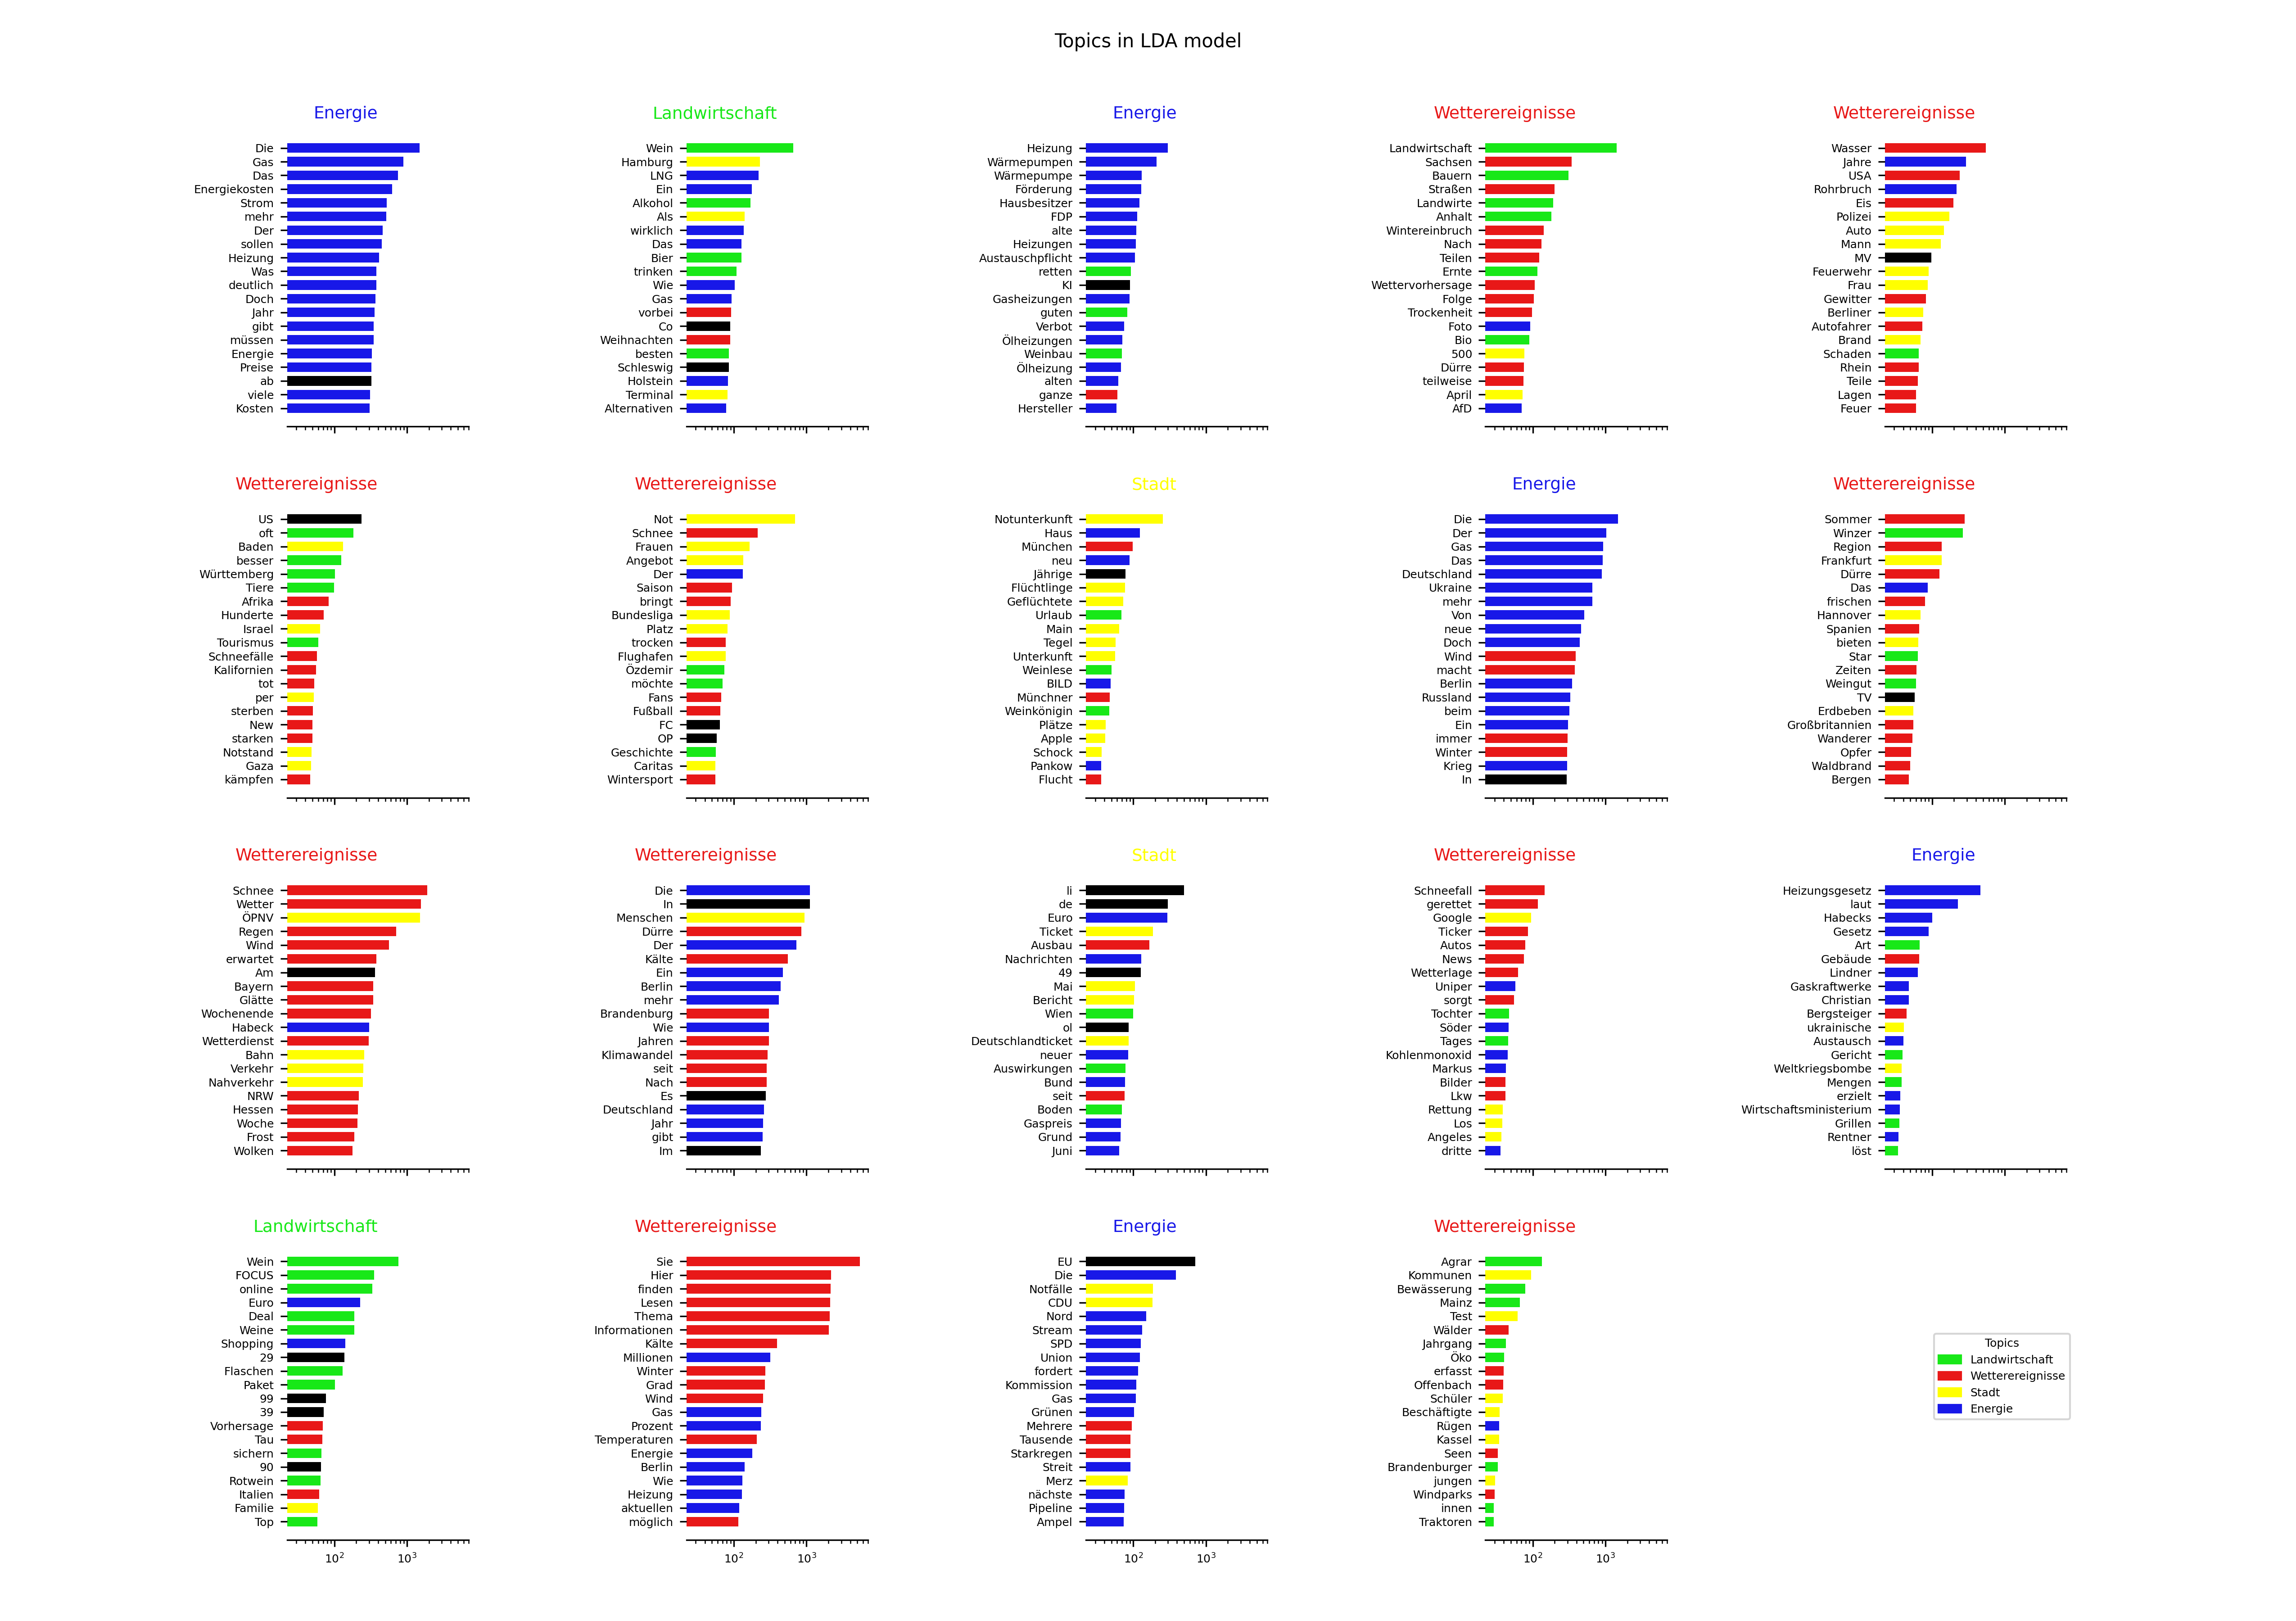 Topics in LDA model
Energie
Die
Gas
Das
Energiekosten
Strom
mehr
Der
sollen
Heizung
Was
deutlich
Doch
Jahr
gibt
müssen
Energie
Preise
ab
viele
Kosten
Landwirtschaft
Wein
Hamburg
LNG
Ein
Alkohol
Als
wirklich
Das
Bier
trinken
Wie
Gas
vorbei
Co
Weihnachten
besten
Schleswig
Holstein
Terminal
Alternativen
Energie
Heizung
Wärmepumpen
Wärmepumpe
Förderung
Hausbesitzer
FDP
alte
Heizungen
Austauschpflicht
retten
KI
Gasheizungen
guten
Verbot
Ölheizungen
Weinbau
Ölheizung
alten
ganze
Hersteller
Wetterereignisse
Landwirtschaft
Sachsen
Bauern
Straßen
Landwirte
Anhalt
Wintereinbruch
Nach
Teilen
Ernte
Wettervorhersage
Folge
Trockenheit
Foto
Bio
500
Dürre
teilweise
April
AfD
Wetterereignisse
Wasser
Jahre
USA
Rohrbruch
Eis
Polizei
Auto
Mann
MV
Feuerwehr
Frau
Gewitter
Berliner
Autofahrer
Brand
Schaden
Rhein
Teile
Lagen
Feuer
Wetterereignisse
US
oft
Baden
besser
Württemberg
Tiere
Afrika
Hunderte
Israel
Tourismus
Schneefälle
Kalifornien
tot
per
sterben
New
starken
Notstand
Gaza
kämpfen
Wetterereignisse
Not
Schnee
Frauen
Angebot
Der
Saison
bringt
Bundesliga
Platz
trocken
Flughafen
Özdemir
möchte
Fans
Fußball
FC
OP
Geschichte
Caritas
Wintersport
Stadt
Notunterkunft
Haus
München
neu
Jährige
Flüchtlinge
Geflüchtete
Urlaub
Main
Tegel
Unterkunft
Weinlese
BILD
Münchner
Weinkönigin
Plätze
Apple
Schock
Pankow
Flucht
Energie
Die
Der
Gas
Das
Deutschland
Ukraine
mehr
Von
neue
Doch
Wind
macht
Berlin
Russland
beim
Ein
immer
Winter
Krieg
In
Wetterereignisse
Sommer
Winzer
Region
Frankfurt
Dürre
Das
frischen
Hannover
Spanien
bieten
Star
Zeiten
Weingut
TV
Erdbeben
Großbritannien
Wanderer
Opfer
Waldbrand
Bergen
Wetterereignisse
Schnee
Wetter
ÖPNV
Regen
Wind
erwartet
Am
Bayern
Glätte
Wochenende
Habeck
Wetterdienst
Bahn
Verkehr
Nahverkehr
NRW
Hessen
Woche
Frost
Wolken
Wetterereignisse
Die
In
Menschen
Dürre
Der
Kälte
Ein
Berlin
mehr
Brandenburg
Wie
Jahren
Klimawandel
seit
Nach
Es
Deutschland
Jahr
gibt
Im
Stadt
li
de
Euro
Ticket
Ausbau
Nachrichten
49
Mai
Bericht
Wien
ol
Deutschlandticket
neuer
Auswirkungen
Bund
seit
Boden
Gaspreis
Grund
Juni
Wetterereignisse
Schneefall
gerettet
Google
Ticker
Autos
News
Wetterlage
Uniper
sorgt
Tochter
Söder
Tages
Kohlenmonoxid
Markus
Bilder
Lkw
Rettung
Los
Angeles
dritte
Energie
Heizungsgesetz
laut
Habecks
Gesetz
Art
Gebäude
Lindner
Gaskraftwerke
Christian
Bergsteiger
ukrainische
Austausch
Gericht
Weltkriegsbombe
Mengen
erzielt
Wirtschaftsministerium
Grillen
Rentner
löst
Landwirtschaft
Wein
FOCUS
online
Euro
Deal
Weine
Shopping
29
Flaschen
Paket
99
39
Vorhersage
Tau
sichern
90
Rotwein
Italien
Familie
Top
10² 10³
Wetterereignisse
Sie
Hier
finden
Lesen
Thema
Informationen
Kälte
Millionen
Winter
Grad
Wind
Gas
Prozent
Temperaturen
Energie
Berlin
Wie
Heizung
aktuellen
möglich
10² 10³
Energie
EU
Die
Notfälle
CDU
Nord
Stream
SPD
Union
fordert
Kommission
Gas
Grünen
Mehrere
Tausende
Starkregen
Streit
Merz
nächste
Pipeline
Ampel
10² 10³
Wetterereignisse
Agrar
Kommunen
Bewässerung
Mainz
Test
Wälder
Jahrgang
Öko
erfasst
Offenbach
Schüler
Beschäftigte
Rügen
Kassel
Seen
Brandenburger
jungen
Windparks
innen
Traktoren
10² 10³
Topics
Landwirtschaft
Wetterereignisse
Stadt
Energie